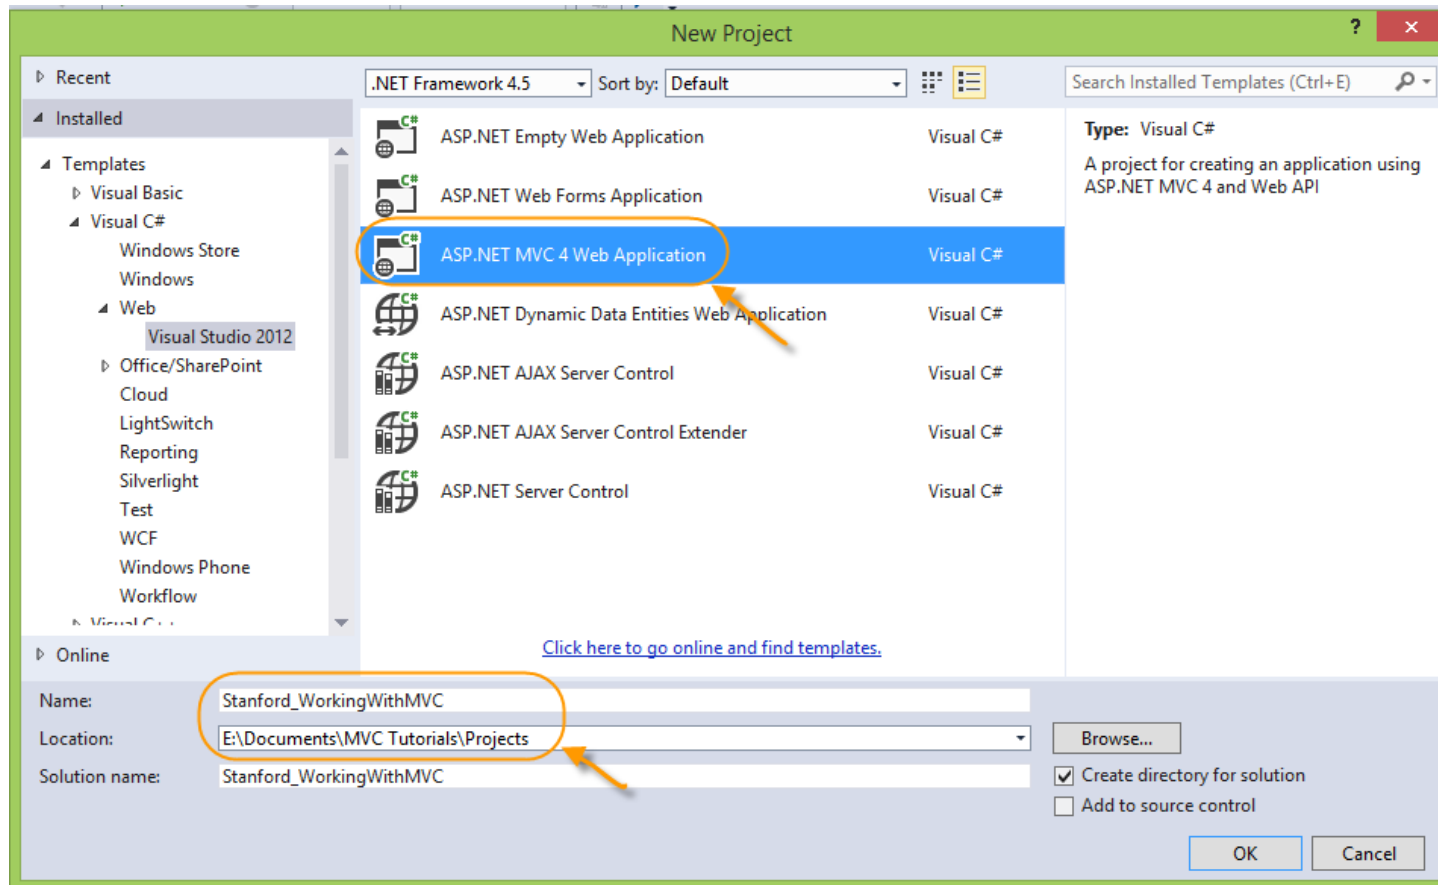 New Project
?
Recent
.NET Framework 4.5
Sort by:
Default
Search Installed Templates (Ctrl+E)
Installed
Templates
Visual Basic
Visual C#
Windows Store
Windows
Web
Visual Studio 2012
Office/SharePoint
Cloud
LightSwitch
Reporting
Silverlight
Test
WCF
Windows Phone
Workflow
Visual C++
Online
ASP.NET Empty Web Application Visual C#
ASP.NET Web Forms Application Visual C#
ASP.NET MVC 4 Web Application Visual C#
ASP.NET Dynamic Data Entities Web Application Visual C#
ASP.NET AJAX Server Control Visual C#
ASP.NET AJAX Server Control Extender Visual C#
ASP.NET Server Control Visual C#
Click here to go online and find templates.
Type: Visual C#
A project for creating an application using
ASP.NET MVC 4 and Web API
Name: Stanford_WorkingWithMVC
Location: E:\Documents\MVC Tutorials\Projects
Browse...
Solution name: Stanford_WorkingWithMVC
Create directory for solution
Add to source control
OK
Cancel